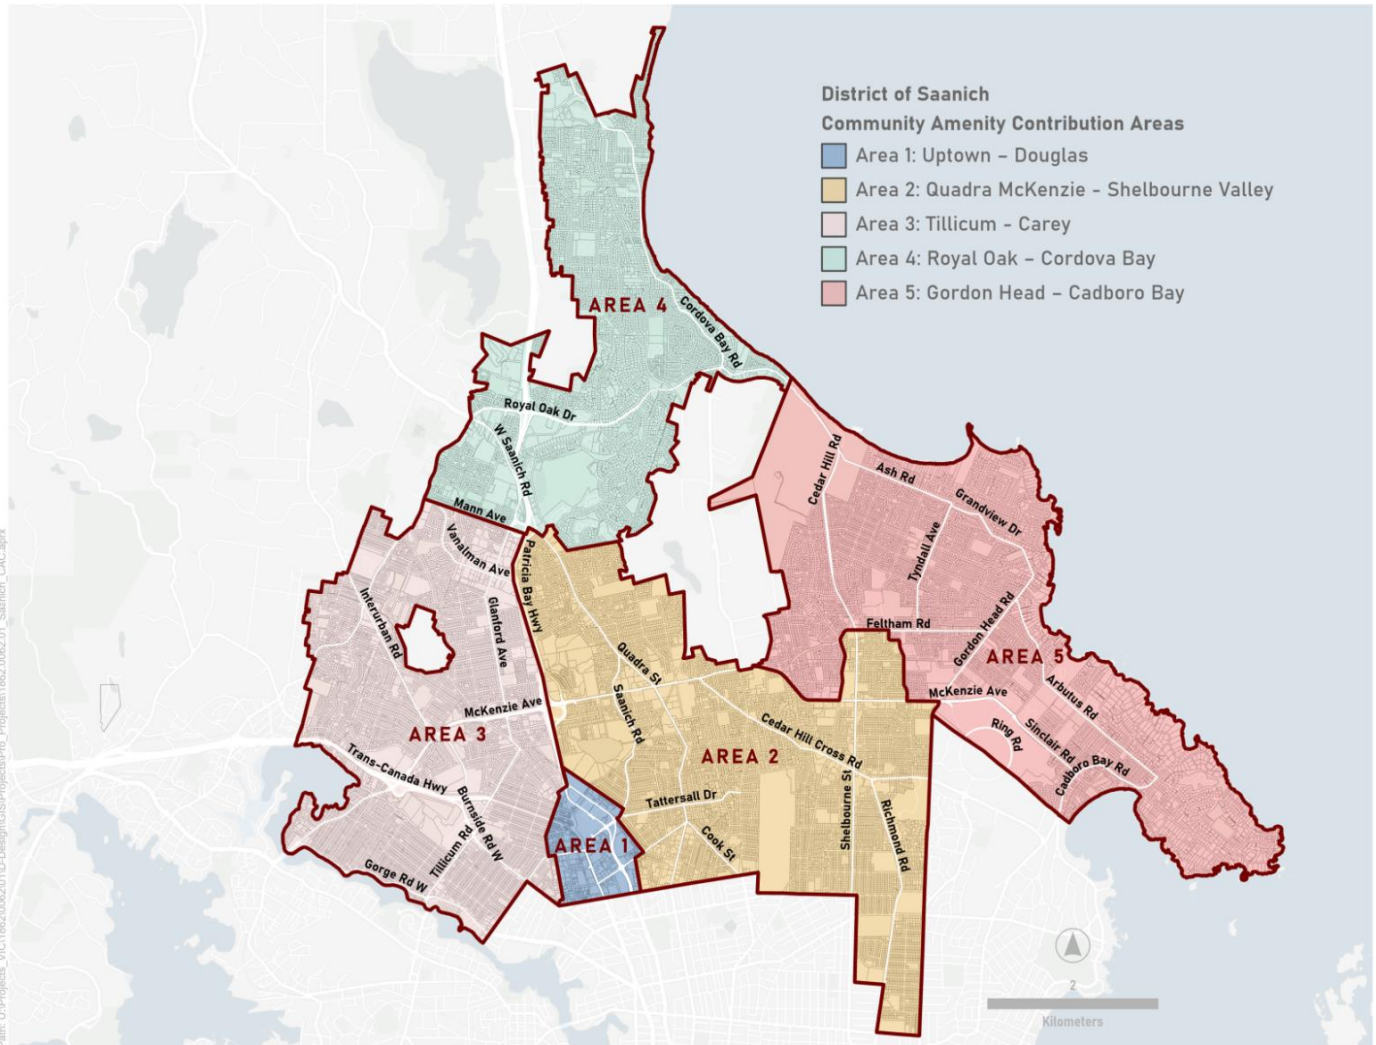 District of Saanich
Community Amenity Contribution Areas
Area 1: Uptown – Douglas
Area 2: Quadra McKenzie - Shelbourne Valley
Area 3: Tillicum - Carey
Area 4: Royal Oak – Cordova Bay
Area 5: Gordon Head – Cadboro Bay
AREA 4
Cordova Bay Rd
Royal Oak Dr
W Saanich Rd
Mann Ave
Vanalman Ave
Patricia Bay Hwy
Interurban Rd
Glanford Ave
McKenzie Ave
AREA 3
Trans-Canada Hwy
Burnside Rd W
Tillicum Rd
Gorge Rd W
AREA 1
Quadra St
Saanich Rd
AREA 2
Cedar Hill Cross Rd
Tattersall Dr
Cook St
Shelbourne St
Richmond Rd
Cedar Hill Rd
Ash Rd
Grandview Dr
Tyndall Ave
Feltham Rd
Gordon Head Rd
AREA 5
McKenzie Ave
Arbutus Rd
Ring Rd
Sinclair Rd
Cadboro Bay Rd
2
Kilometers